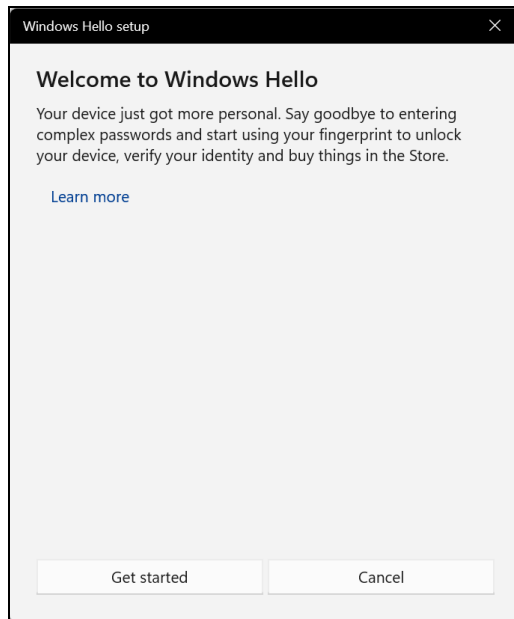 Windows Hello setup
Welcome to Windows Hello
Your device just got more personal. Say goodbye to entering
complex passwords and start using your fingerprint to unlock
your device, verify your identity and buy things in the Store.
Learn more
Get started
Cancel